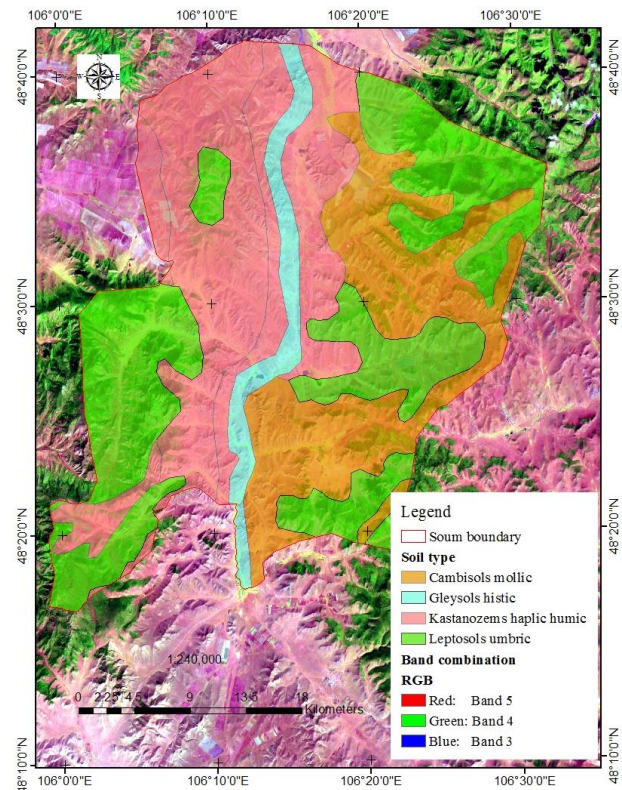 106°0'0"E 106°10'0"E 106°20'0"E 106°30'0"E
48°40'0"N 48°40'0"N
N
W E
S
48°30'0"N 48°30'0"N
48°20'0"N 48°20'0"N
48°10'0"N 48°10'0"N
Legend
Soum boundary
Soil type
Cambisols mollic
Gleysols histic
Kastanozems haplic humic
Leptosols umbric
Band combination
RGB
Red: Band 5
Green: Band 4
Blue: Band 3
1:240,000
0 2.25 4.5 9 13.5 18
Kilometers
106°0'0"E 106°10'0"E 106°20'0"E 106°30'0"E